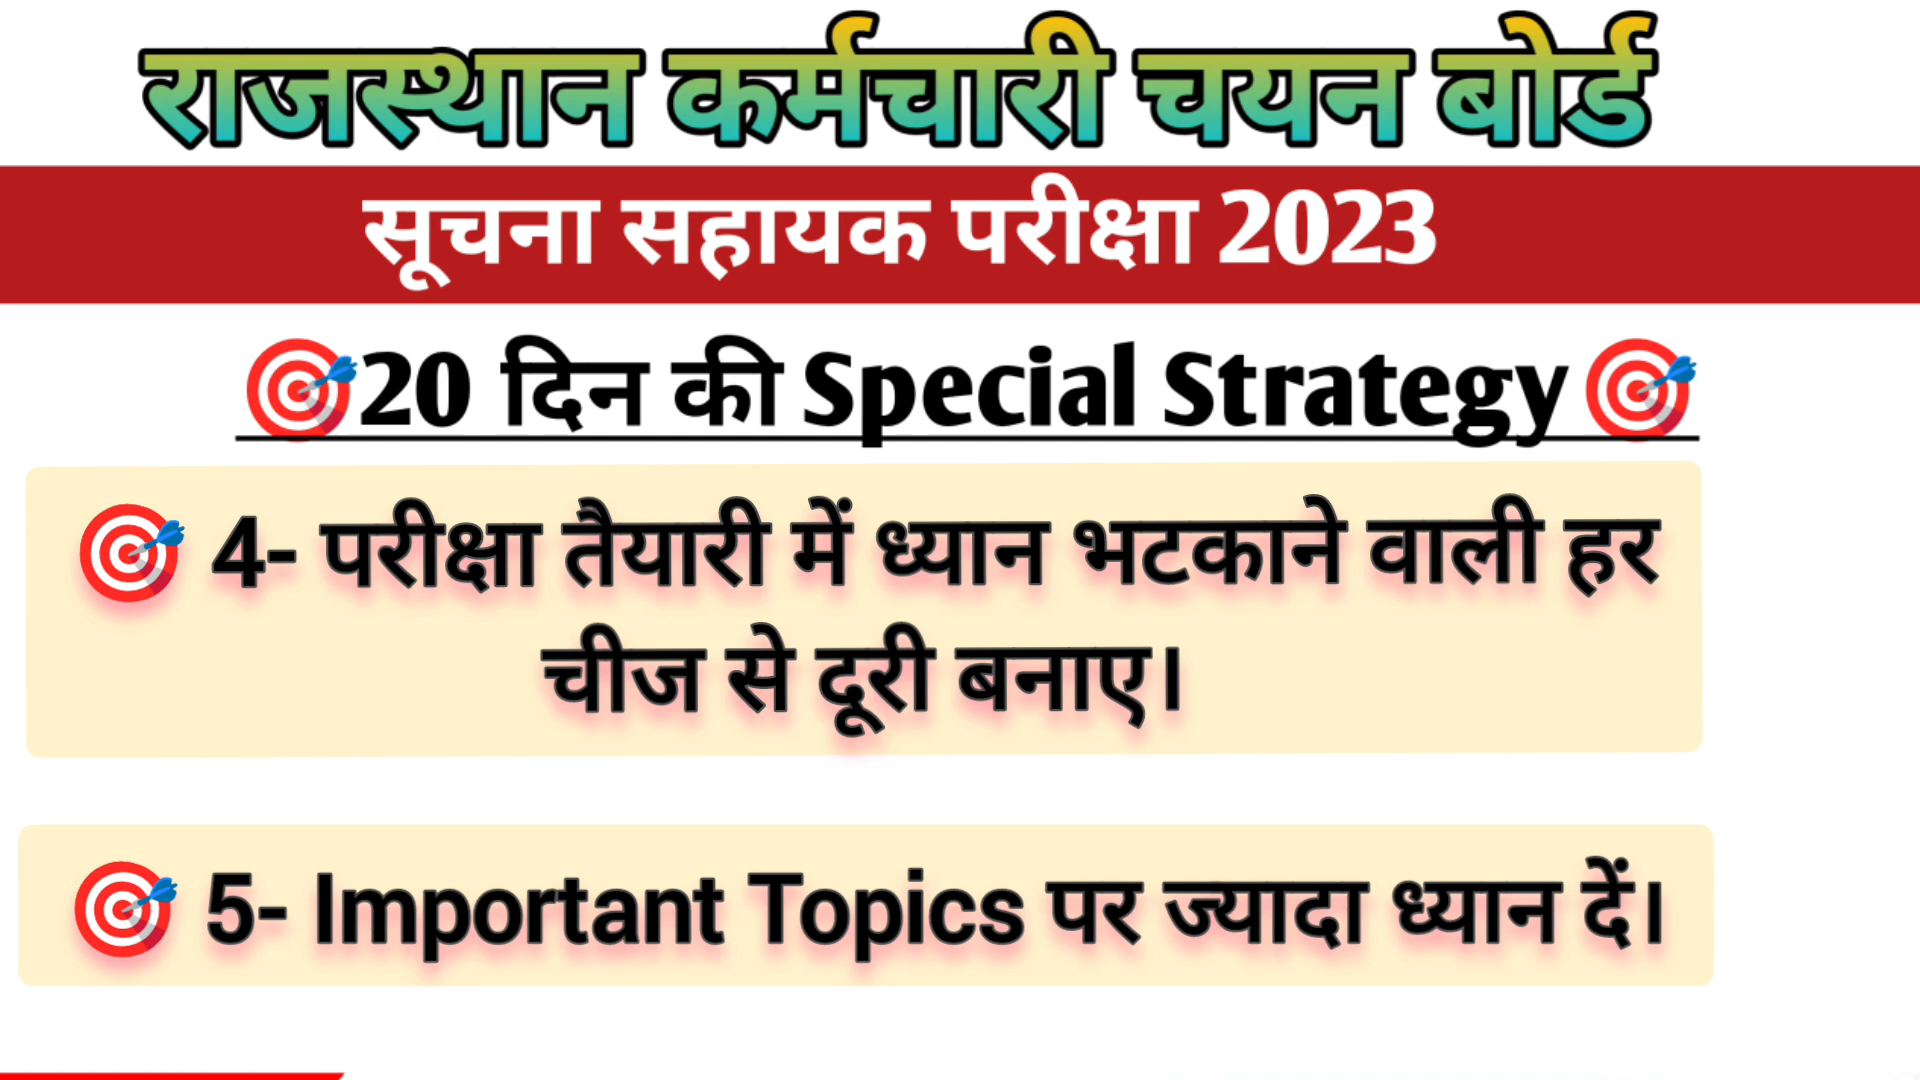 राजस्थान कर्मचारी चयन बोर्ड
सूचना सहायक परीक्षा 2023
🎯20 दिन की Special Strategy🎯
🎯 4- परीक्षा तैयारी में ध्यान भटकाने वाली हर
चीज से दूरी बनाए।
🎯 5- Important Topics पर ज्यादा ध्यान दें।